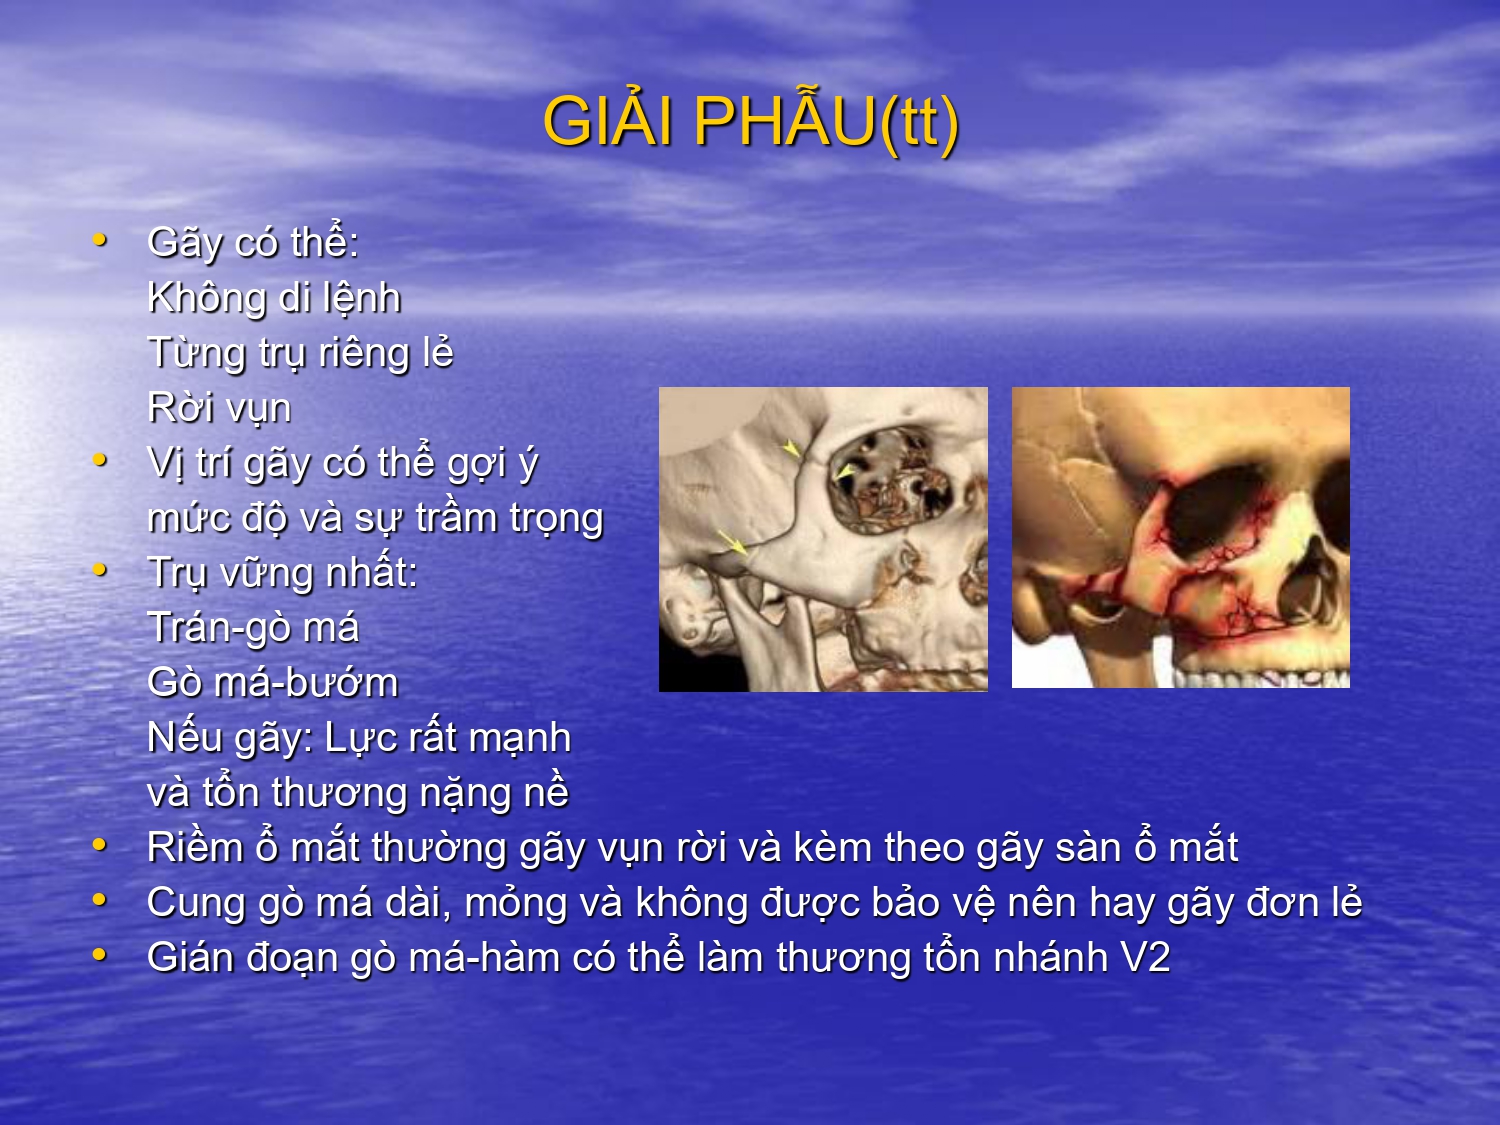 GIẢI PHẪU(tt)
• Gãy có thể:
Không di lệnh
Từng trụ riêng lẻ
Rời vụn
• Vị trí gãy có thể gợi ý
mức độ và sự trầm trọng
• Trụ vững nhất:
Trán-gò má
Gò má-bướm
Nếu gãy: Lực rất mạnh
và tổn thương nặng nề
• Riềm ổ mắt thường gãy vụn rời và kèm theo gãy sàn ổ mắt
• Cung gò má dài, mỏng và không được bảo vệ nên hay gãy đơn lẻ
• Gián đoạn gò má-hàm có thể làm thương tổn nhánh V2